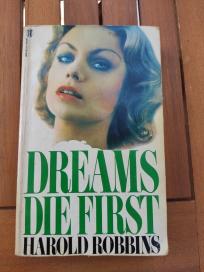 DREAMS
DIE FIRST
HAROLD ROBBINS